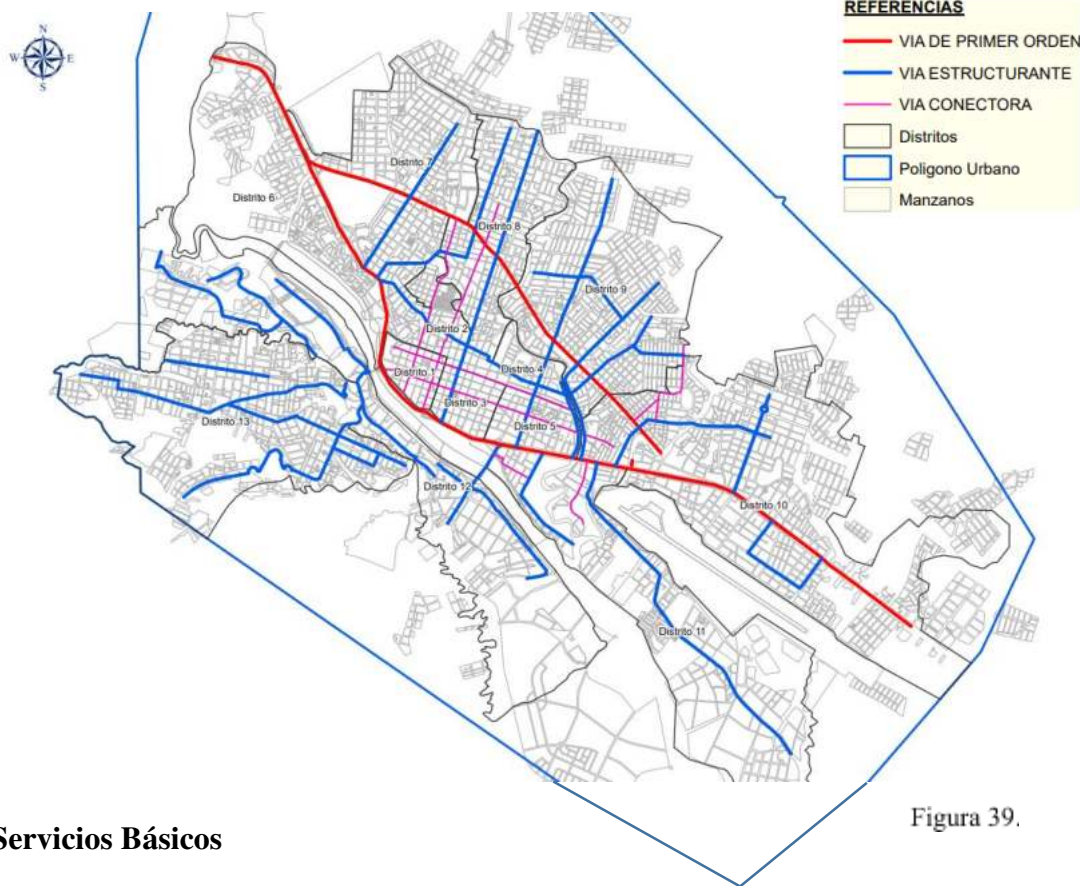 REFERENCIAS
VIA DE PRIMER ORDEN
VIA ESTRUCTURANTE
VIA CONECTORA
Distritos
Poligono Urbano
Manzanos
N
W E
S
Distrito 7
Distrito 6
Distrito 8
Distrito 9
Distrito 2
Distrito 1
Distrito 4
Distrito 3
Distrito 13
Distrito 5
Distrito 12
Distrito 10
Distrito 11
Figura 39.
Servicios Básicos